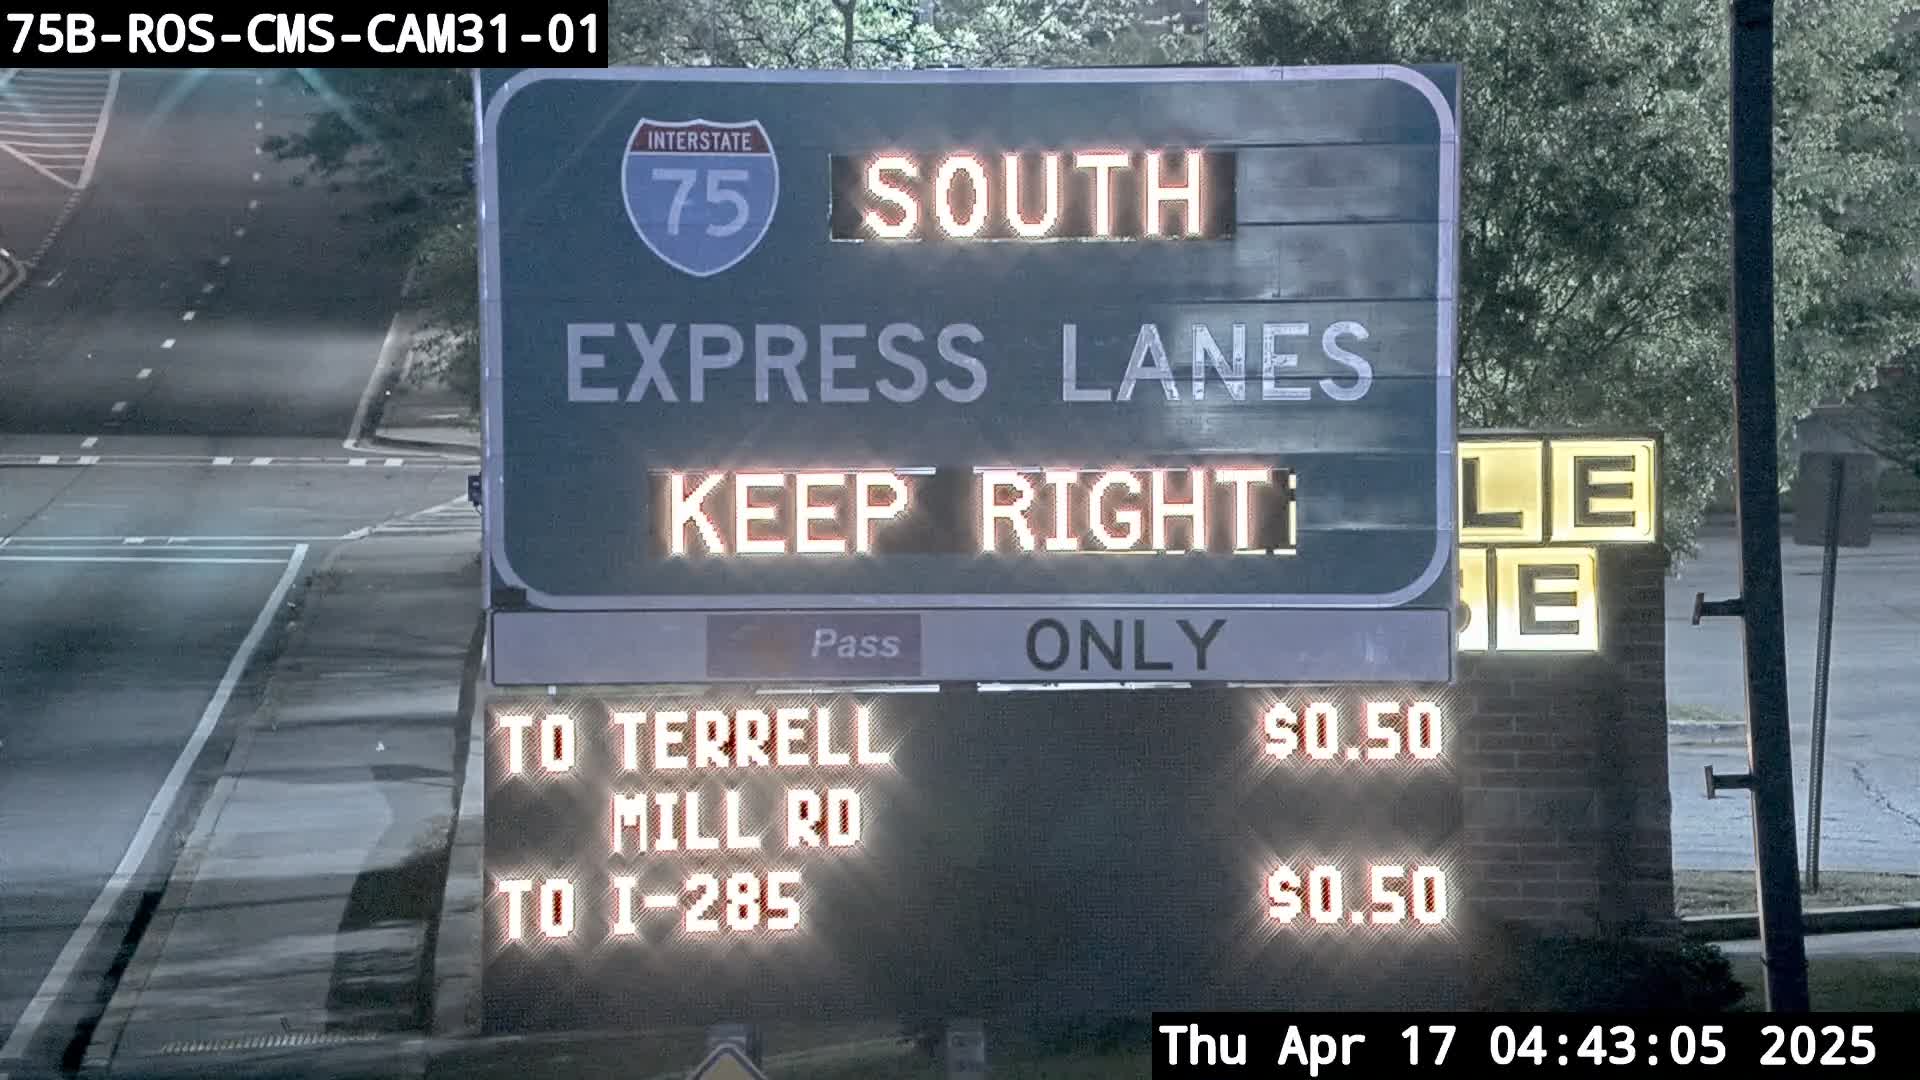 75B-ROS-CMS-CAM31-01
INTERSTATE
75
SOUTH
EXPRESS LANES
KEEP RIGHT
Pass ONLY
TO TERRELL $0.50
MILL RD
TO I-285 $0.50
LE
E
Thu Apr 17 04:43:05 2025